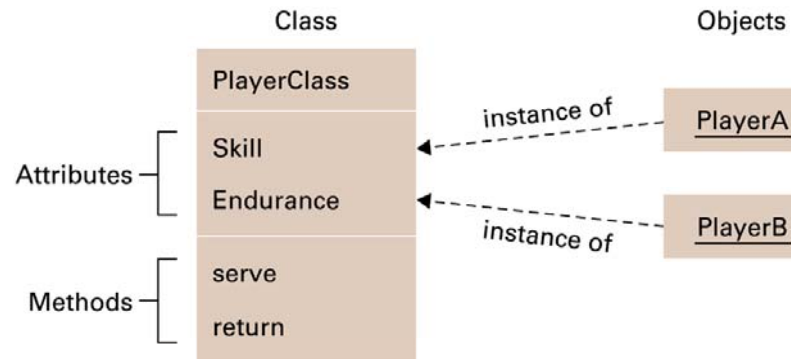 Class
Objects
PlayerClass
instance of
PlayerA
Attributes
Skill
Endurance
instance of
PlayerB
Methods
serve
return